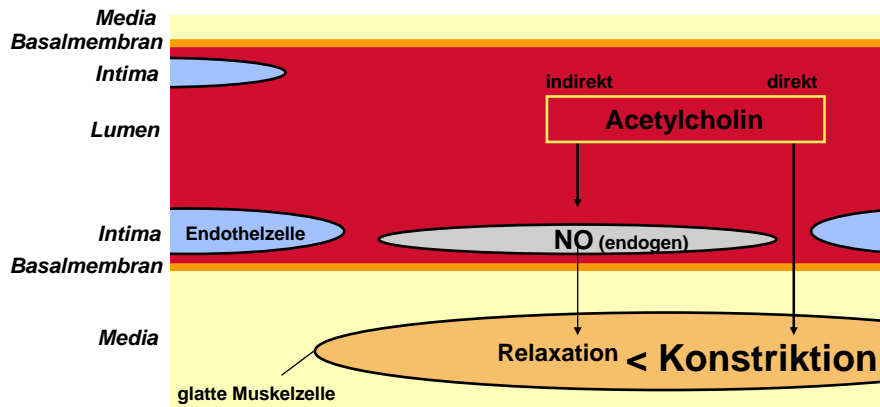 Media
Basalmembran
Intima
indirekt direkt
Acetylcholin
Lumen
Intima
Endothelzelle
NO (endogen)
Basalmembran
Media
Relaxation < Konstriktion
glatte Muskelzelle